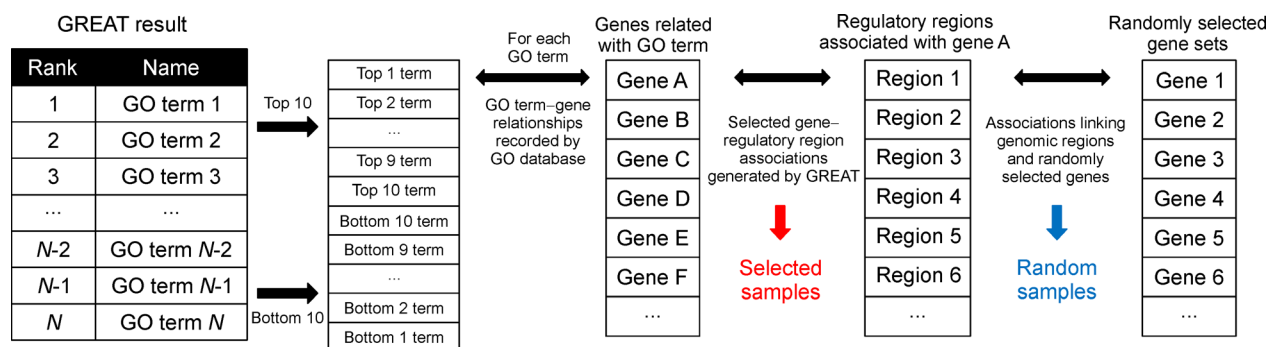 GREAT result
Rank Name
1 GO term 1
2 GO term 2
3 GO term 3
... ...
N-2 GO term N-2
N-1 GO term N-1
N GO term N
Top 10
Bottom 10
Top 1 term
Top 2 term
...
Top 9 term
Top 10 term
Bottom 10 term
Bottom 9 term
...
Bottom 2 term
Bottom 1 term
For each
GO term
GO term–gene
relationships
recorded by
GO database
Genes related
with GO term
Gene A
Gene B
Gene C
Gene D
Gene E
Gene F
...
Selected gene–
regulatory region
associations
generated by GREAT
Selected
samples
Regulatory regions
associated with gene A
Region 1
Region 2
Region 3
Region 4
Region 5
Region 6
...
Associations linking
genomic regions
and randomly
selected genes
Random
samples
Randomly selected
gene sets
Gene 1
Gene 2
Gene 3
Gene 4
Gene 5
Gene 6
...